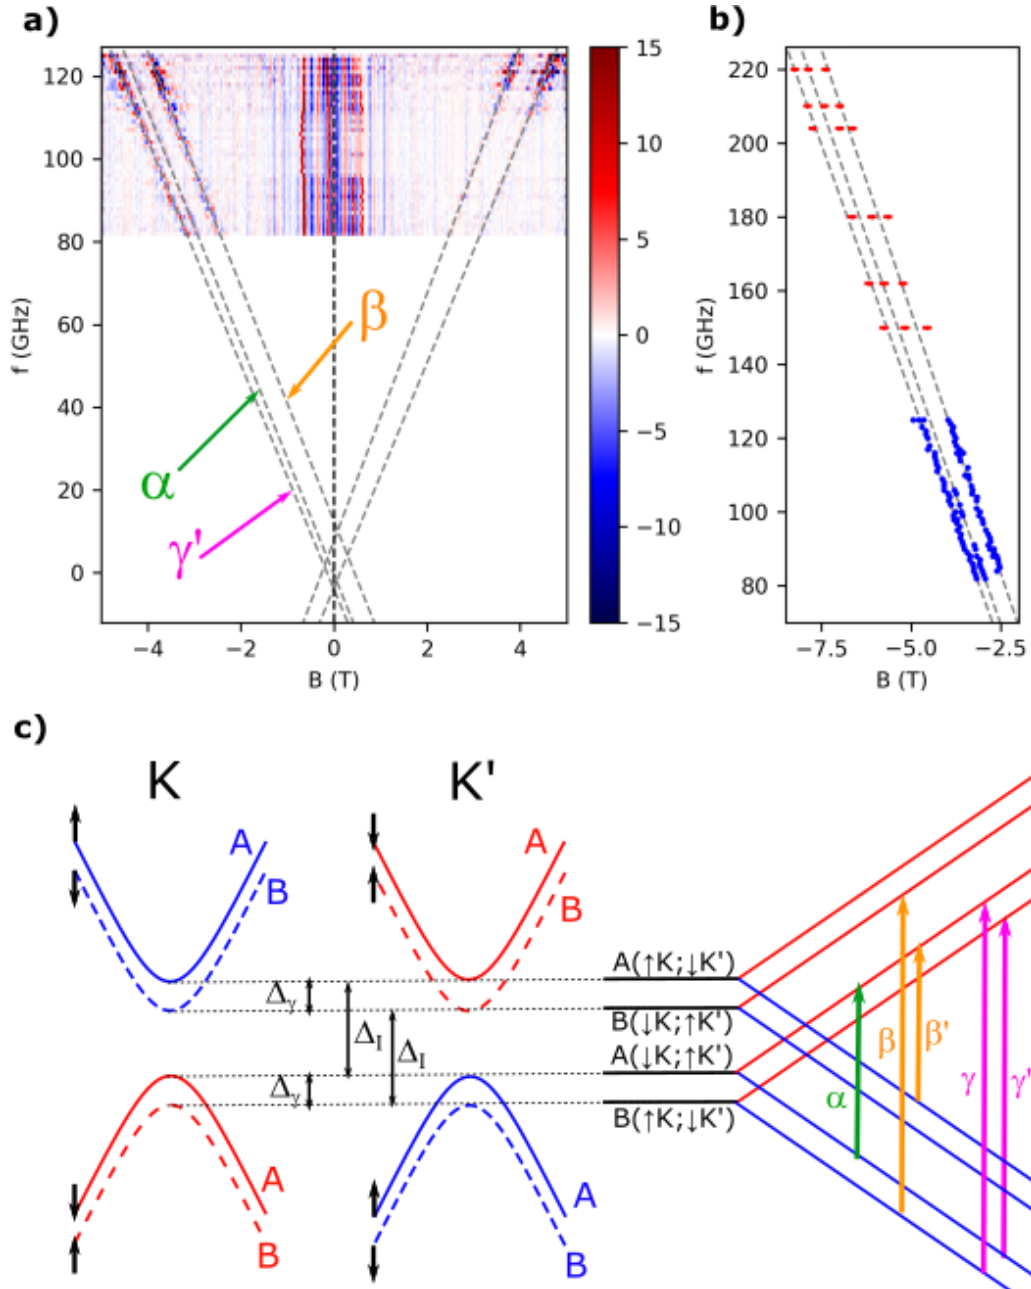 a)
b)
120
100
80
60
40
20
0
f (GHz)
−4
−2
0
2
4
B (T)
α
β
γ'
15
10
5
0
−5
−10
−15
220
200
180
160
140
120
100
80
f (GHz)
−7.5
−5.0
−2.5
B (T)
c)
K
K'
A
B
A
B
A
B
A
B
Δγ
Δγ
ΔI
ΔI
A(↑K;↓K')
B(↓K;↑K')
A(↓K;↑K')
B(↑K;↓K')
α
β
β'
γ
γ'